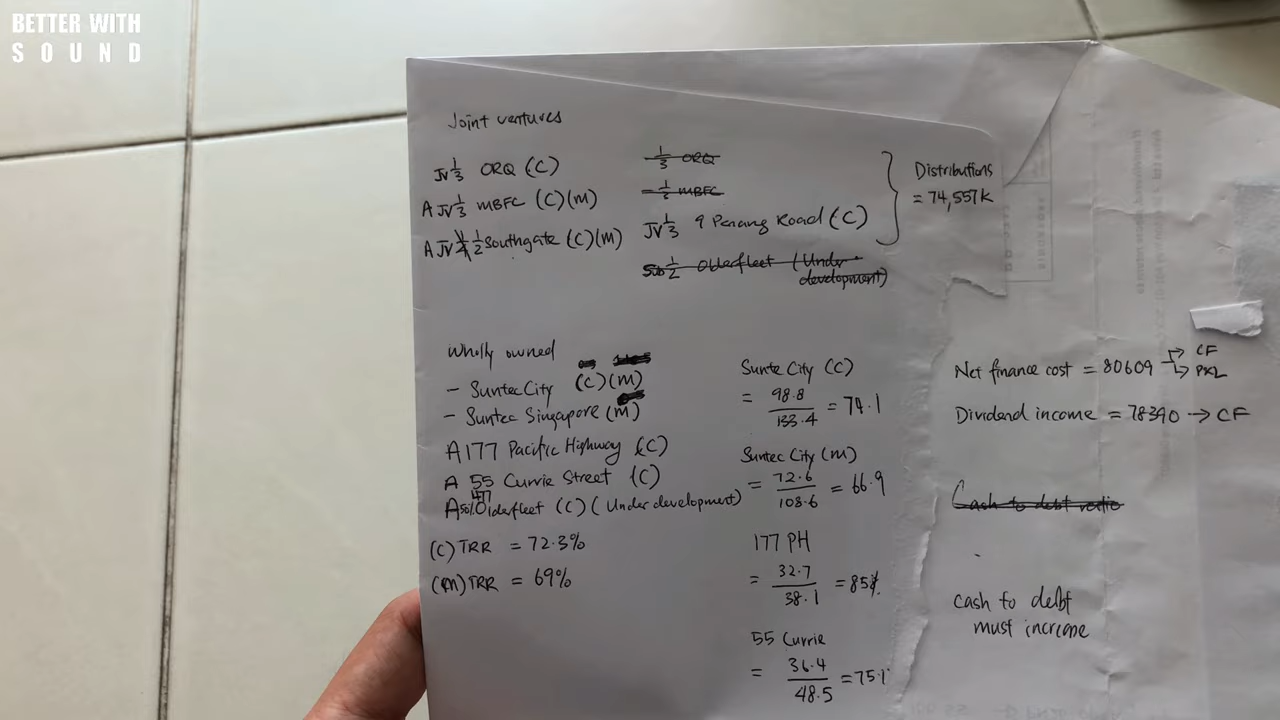 BETTER WITH
SOUND
Joint ventures
JV 1/3 ORQ (C)
A JV 1/3 MBFC (C)(M)
A JV 1/2 Southgate (C)(M)
1/3 ORQ
1/3 MBFC
JV 1/3 9 Penang Road (C)
1/2 Olderfleet (Under
development)
Distributions
= 74,557K
Wholly owned
- Suntec City (C)(M)
- Suntec Singapore (M)
A 177 Pacific Highway (C)
A 55 Currie Street (C)
A 50% 477 Olderfleet (C) (Under development)
(C) TRR = 72.3%
(M) TRR = 69%
Sunte City (C)
= 98.8 / 133.4 = 74.1
Suntec City (M)
= 72.6 / 108.6 = 66.9
177 PH
= 32.7 / 38.1 = 85%
55 Currie
= 36.4 / 48.5 = 75.1
Net finance cost = 80609 → CF
→ P&L
Dividend income = 78390 → CF
Cash to debt ratio
cash to debt
must increase